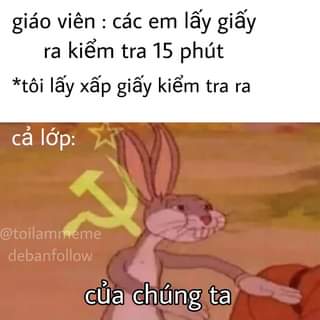 giáo viên : các em lấy giấy
ra kiểm tra 15 phút
*tôi lấy xấp giấy kiểm tra ra
cả lớp:
@toilammeme
debanfollow
của chúng ta